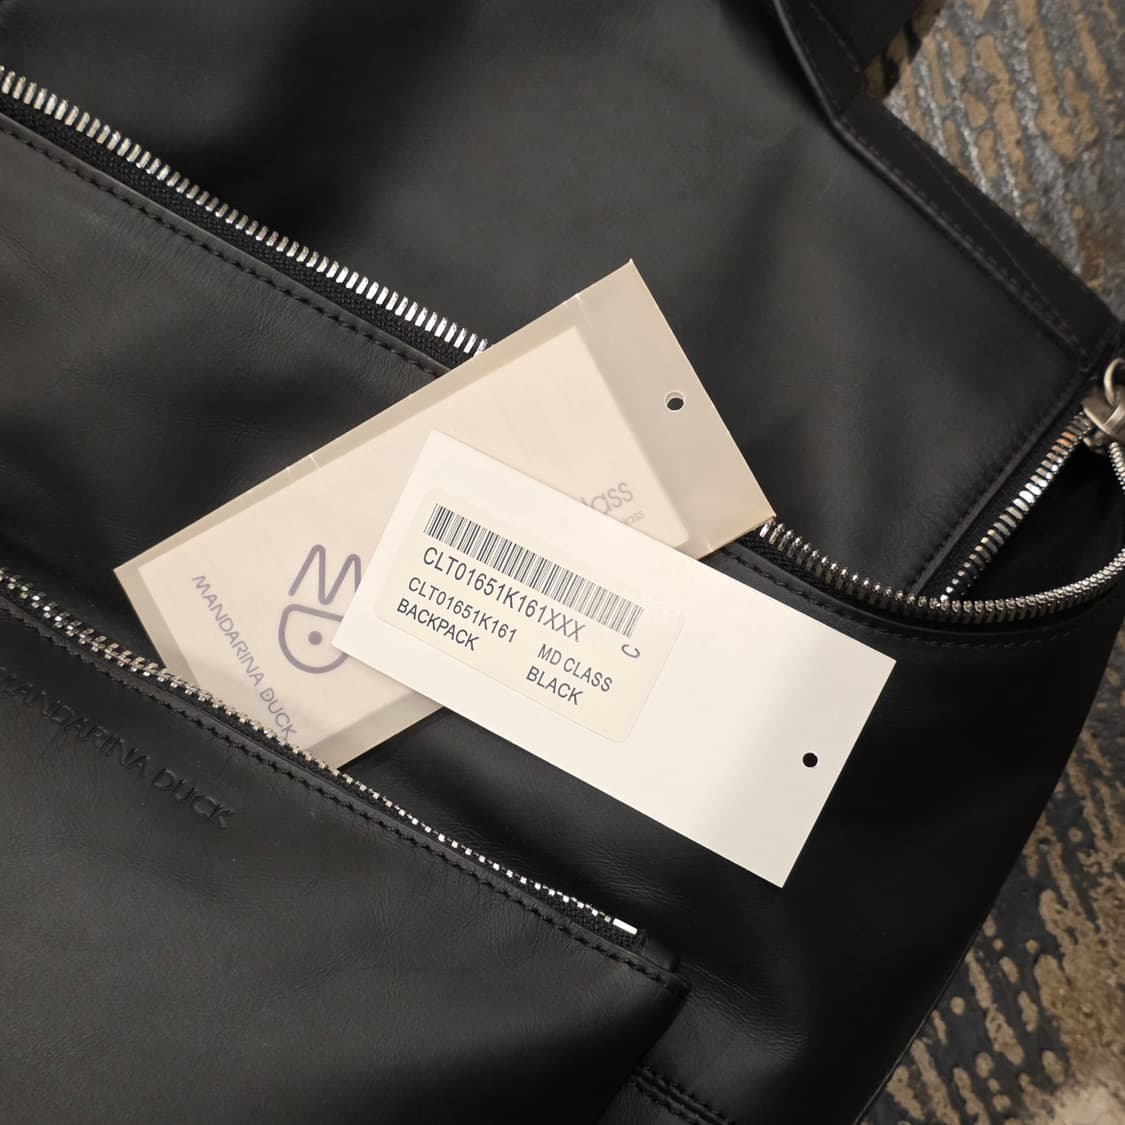 CLT01651K161XXX
CLT01651K161
BACKPACK
MD CLASS
BLACK
C
MANDARINA DUCK
MANDARINA DUCK